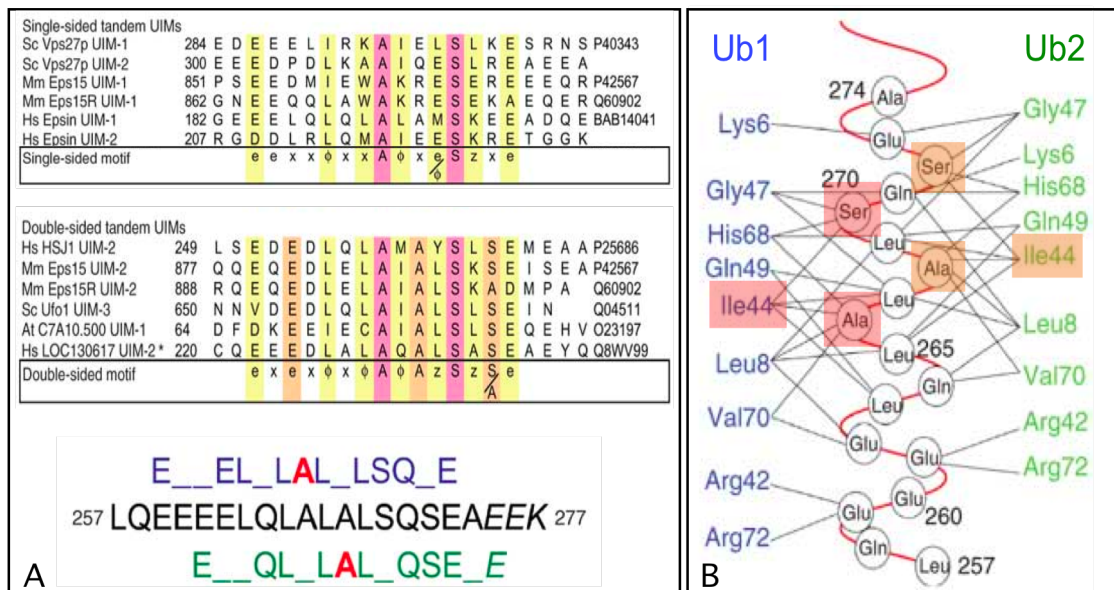 Single-sided tandem UIMs
Sc Vps27p UIM-1 284 E D E E E L I R K A I E L S L K E S R N S P40343
Sc Vps27p UIM-2 300 E E E D P D L K A A I Q E S L R E A E E A
Mm Eps15 UIM-1 851 P S E E D M I E W A K R E S E R E E E Q R P42567
Mm Eps15R UIM-1 862 G N E E Q Q L A W A K R E S E K A E Q E R Q60902
Hs Epsin UIM-1 182 G E E E L Q L Q L A L A M S K E E A D Q E BAB14041
Hs Epsin UIM-2 207 R G D D L R L Q M A I E E S K R E T G G K
Single-sided motif e e x x ϕ x x A ϕ x e/ϕ S z x e
Double-sided tandem UIMs
Hs HSJ1 UIM-2 249 L S E D E D L Q L A M A Y S L S E M E A A P25686
Mm Eps15 UIM-2 877 Q Q E Q E D L E L A I A L S K S E I S E A P42567
Mm Eps15R UIM-2 888 R Q E Q E D L E L A I A L S K A D M P A Q60902
Sc Ufo1 UIM-3 650 N N V D E D L Q L A I A L S L S E I N Q04511
At C7A10.500 UIM-1 64 D F D K E E I E C A I A L S L S E Q E H V O23197
Hs LOC130617 UIM-2 * 220 C Q E E E D L A L A Q A L S A S E A E Y Q Q8WV99
Double-sided motif e x e x ϕ x ϕ A ϕ A z S z S/A e
E__EL_LAL_LSQ_E
257 LQEEEELQLALALSQSEAEEK 277
E__QL_LAL_QSE_E
A
Ub1
Ub2
274
Ala
Gly47
Lys6
Glu
Lys6
Ser
270
Gln
His68
Gly47
Ser
Gln49
His68
Leu
Ile44
Gln49
Ala
Ile44
Leu
Ala
Leu8
Leu8
Leu
265
Val70
Gln
Leu
Val70
Arg42
Glu
Glu
Arg72
Arg42
Glu
260
Glu
Arg72
Gln
Leu
257
B